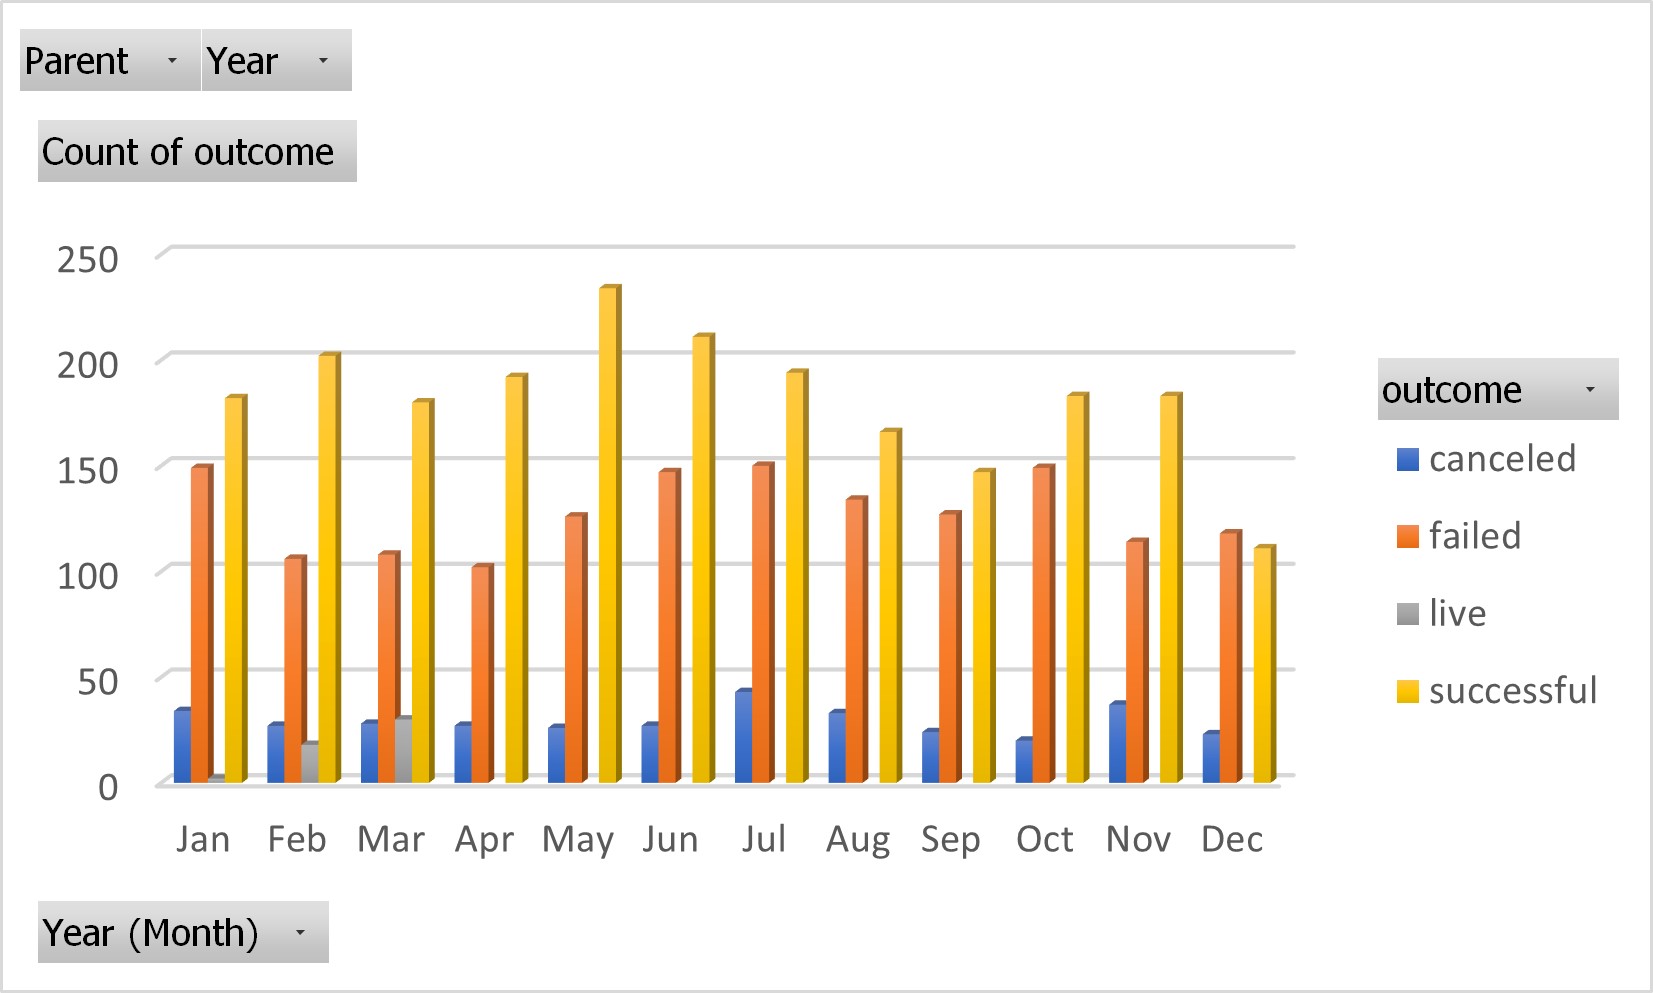 Parent Year
Count of outcome
250
200
150
100
50
0
Jan Feb Mar Apr May Jun Jul Aug Sep Oct Nov Dec
outcome
canceled
failed
live
successful
Year (Month)